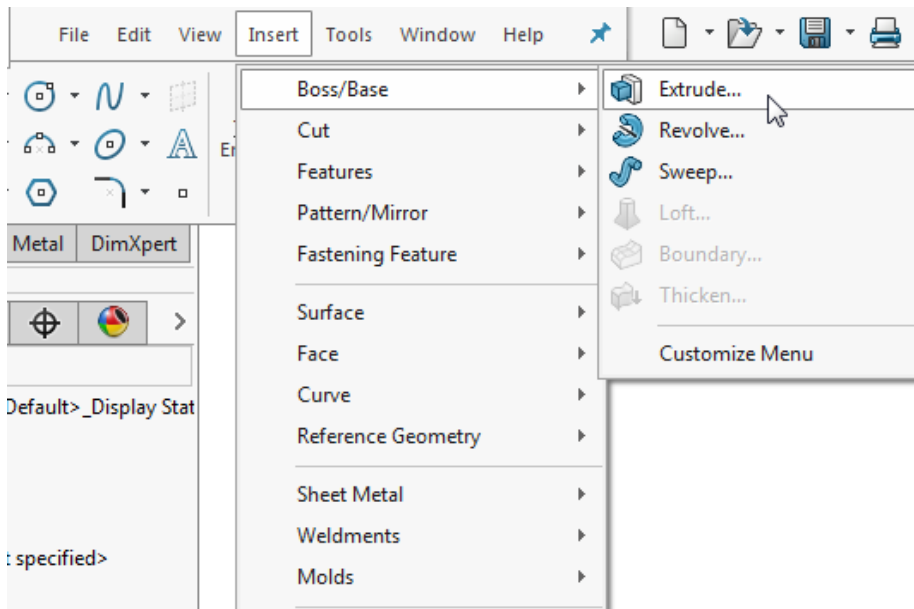 File Edit View Insert Tools Window Help
Boss/Base
Extrude...
Cut
Revolve...
Features
Sweep...
Pattern/Mirror
Loft...
Fastening Feature
Boundary...
Thicken...
Surface
Face
Customize Menu
Curve
Reference Geometry
Sheet Metal
Weldments
Molds
Er
Metal DimXpert
Default>_Display Stat
t specified>